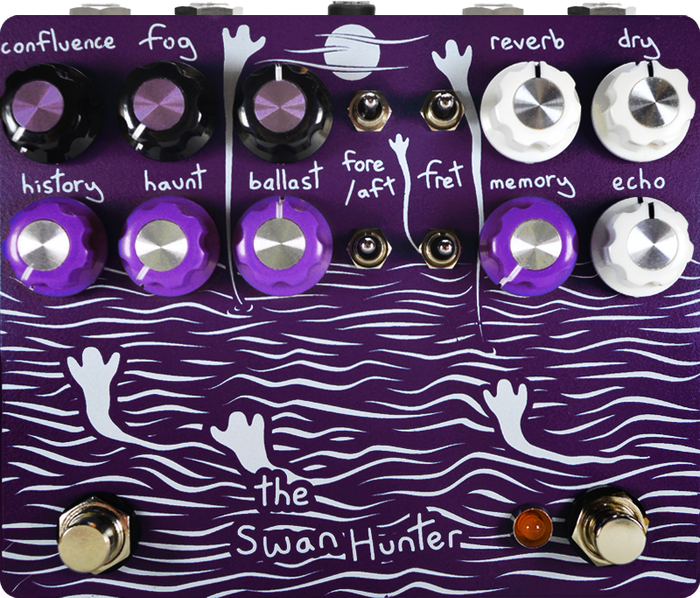 confluence fog reverb dry
history haunt ballast fore
/aft fret memory echo
the
Swan Hunter